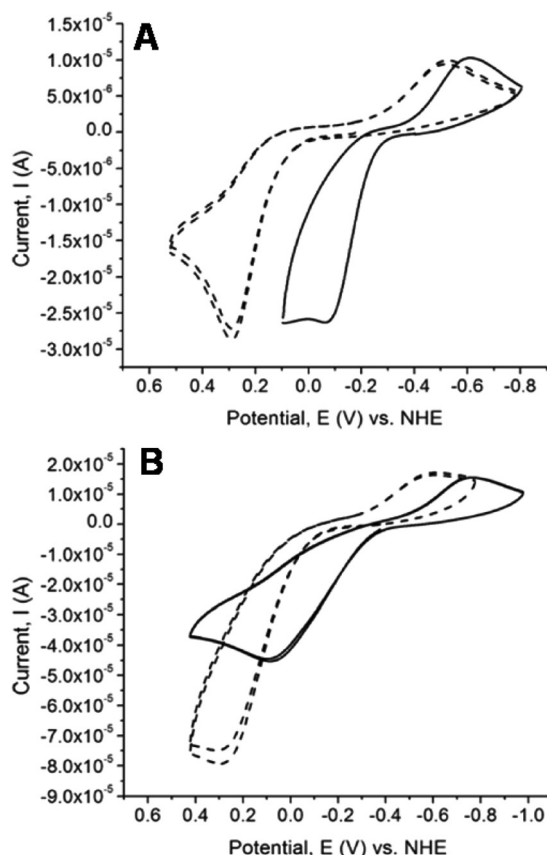 A
1.5x10⁻⁵
1.0x10⁻⁵
5.0x10⁻⁶
0.0
-5.0x10⁻⁶
-1.0x10⁻⁵
-1.5x10⁻⁵
-2.0x10⁻⁵
-2.5x10⁻⁵
-3.0x10⁻⁵
Current, I (A)
0.6 0.4 0.2 0.0 -0.2 -0.4 -0.6 -0.8
Potential, E (V) vs. NHE
B
2.0x10⁻⁵
1.0x10⁻⁵
0.0
-1.0x10⁻⁵
-2.0x10⁻⁵
-3.0x10⁻⁵
-4.0x10⁻⁵
-5.0x10⁻⁵
-6.0x10⁻⁵
-7.0x10⁻⁵
-8.0x10⁻⁵
-9.0x10⁻⁵
Current, I (A)
0.6 0.4 0.2 0.0 -0.2 -0.4 -0.6 -0.8 -1.0
Potential, E (V) vs. NHE